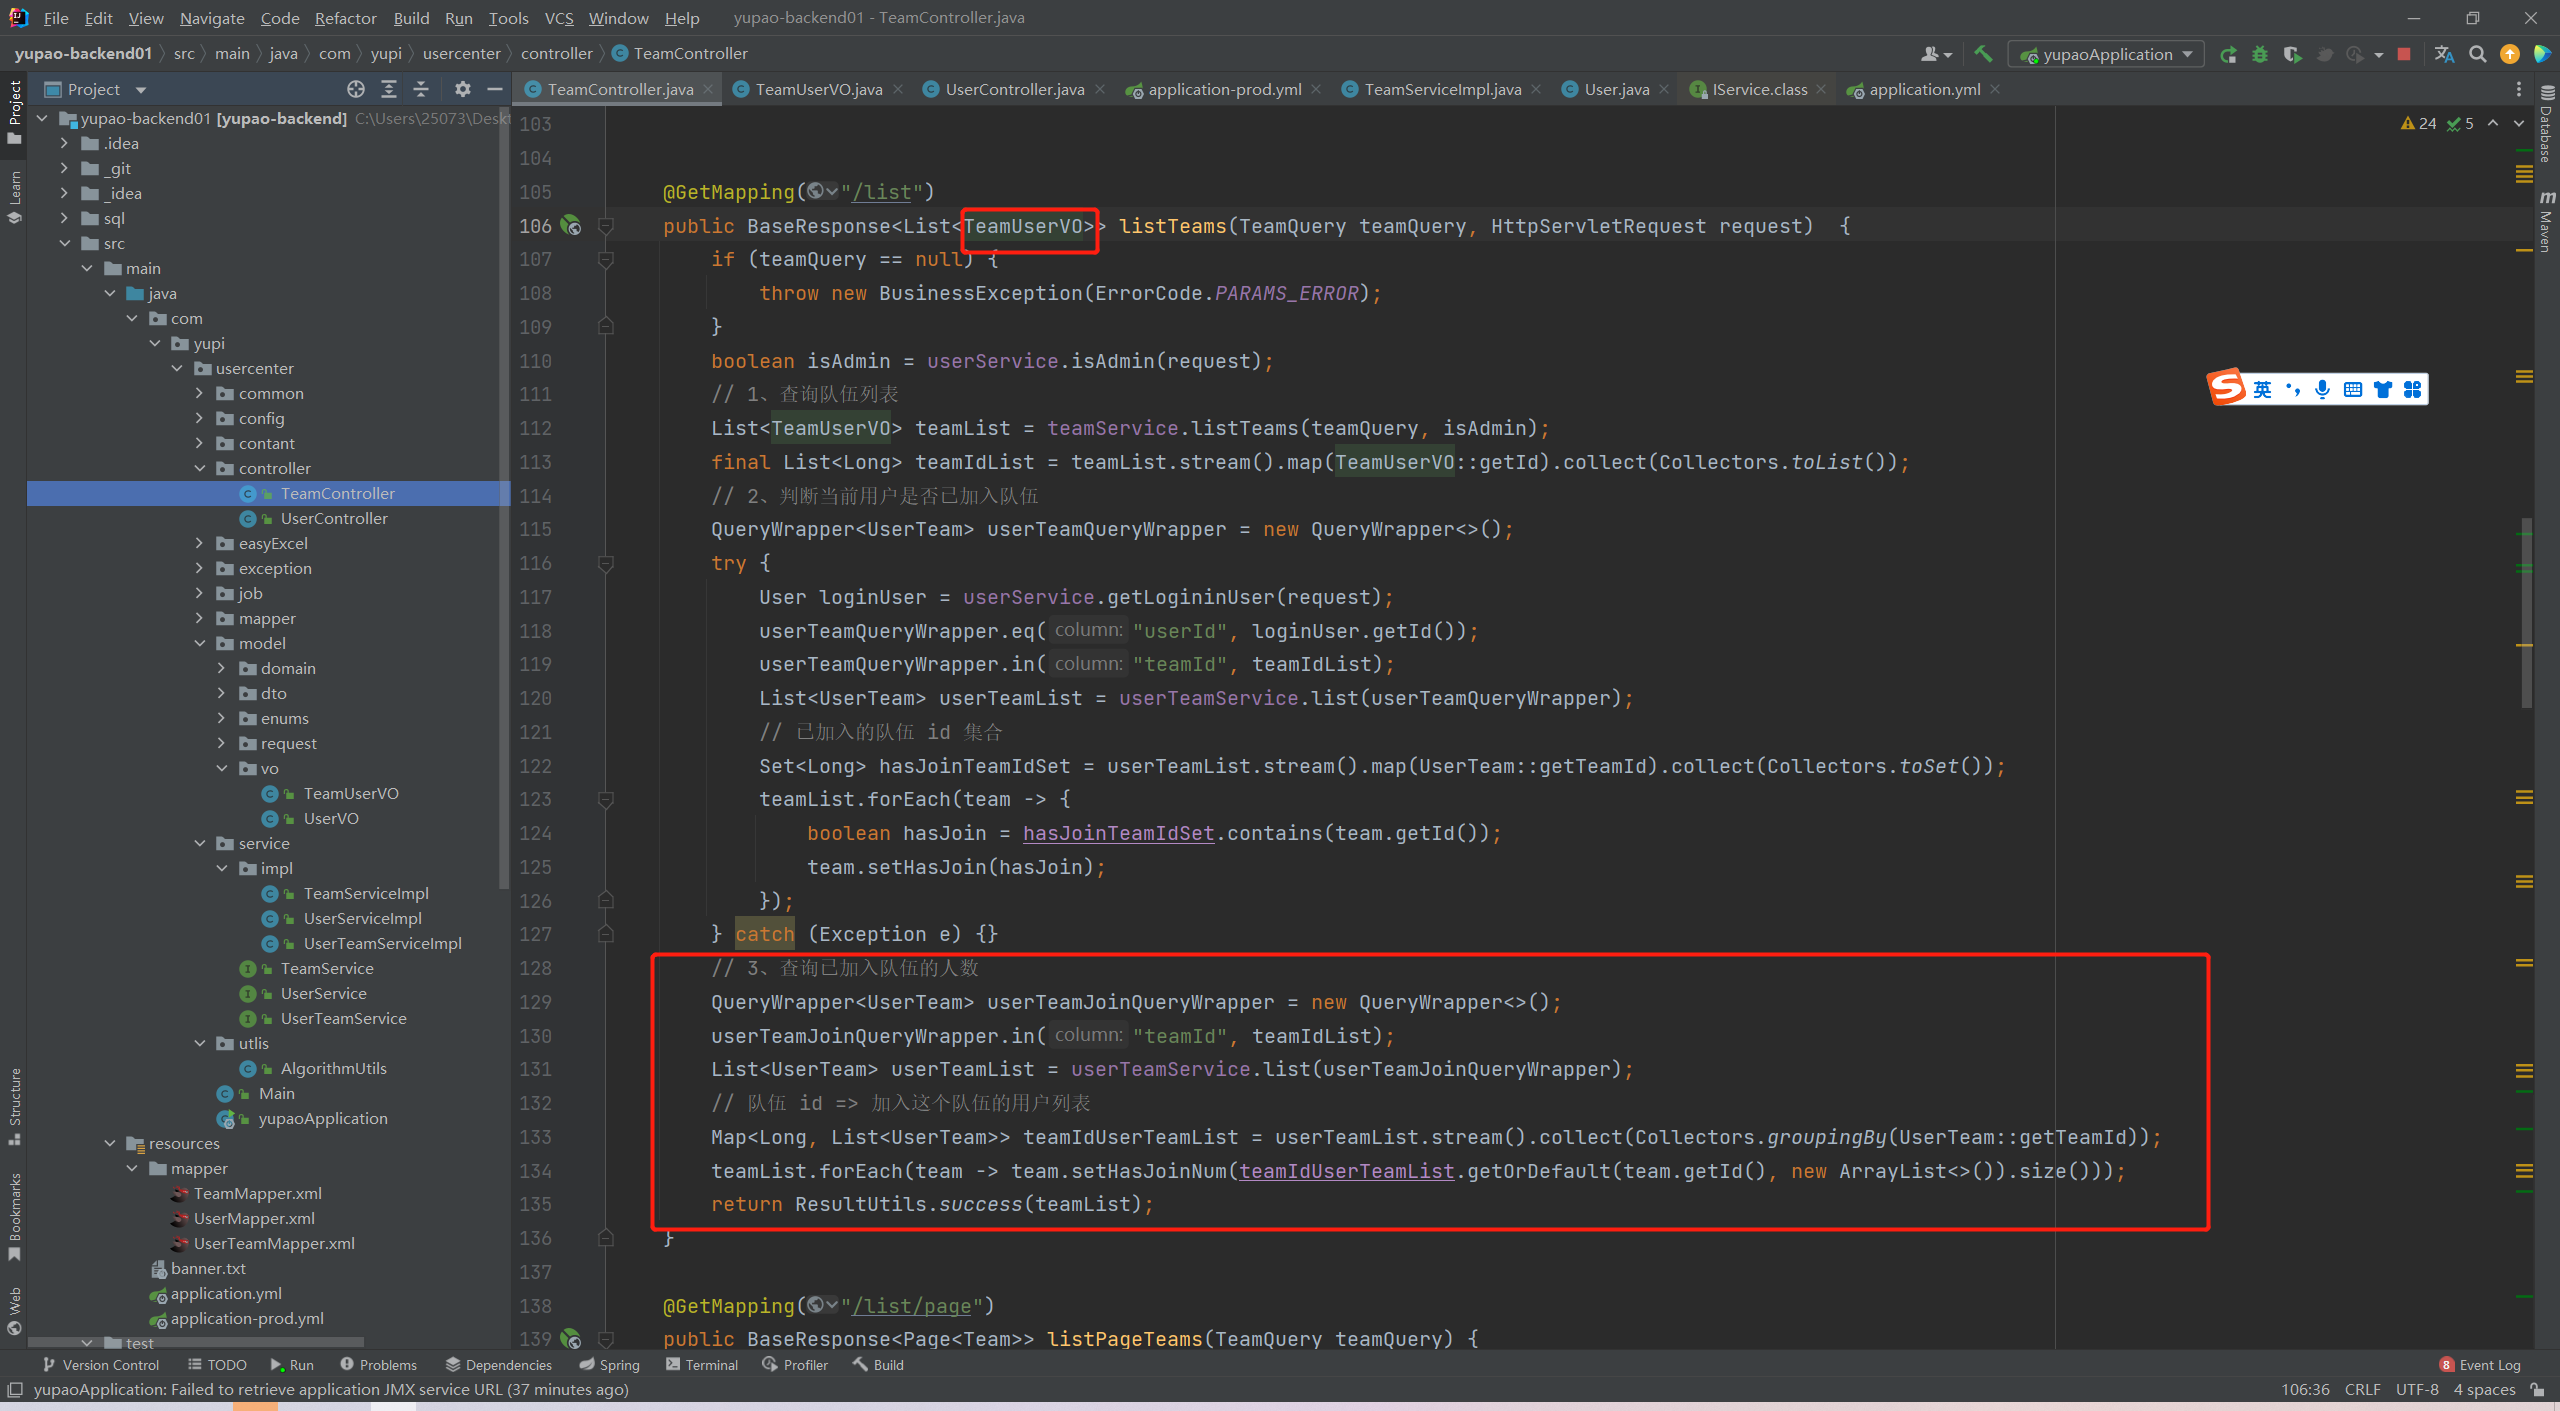 File Edit View Navigate Code Refactor Build Run Tools VCS Window Help yupao-backend01 - TeamController.java
yupao-backend01 src main java com yupi usercenter controller TeamController
yupaoApplication
Project
TeamController.java TeamUserVO.java UserController.java application-prod.yml TeamServiceImpl.java User.java IService.class application.yml
Project
Learn
Structure
Bookmarks
Web
yupao-backend01 [yupao-backend] C:\Users\25073\Deskt
.idea
_git
_idea
sql
src
main
java
com
yupi
usercenter
common
config
contant
controller
TeamController
UserController
easyExcel
exception
job
mapper
model
domain
dto
enums
request
vo
TeamUserVO
UserVO
service
impl
TeamServiceImpl
UserServiceImpl
UserTeamServiceImpl
TeamService
UserService
UserTeamService
utlis
AlgorithmUtils
Main
yupaoApplication
resources
mapper
TeamMapper.xml
UserMapper.xml
UserTeamMapper.xml
banner.txt
application.yml
application-prod.yml
test
24 5
103
104
105 @GetMapping("/list")
106 public BaseResponse<List<TeamUserVO>> listTeams(TeamQuery teamQuery, HttpServletRequest request) {
107 if (teamQuery == null) {
108 throw new BusinessException(ErrorCode.PARAMS_ERROR);
109 }
110 boolean isAdmin = userService.isAdmin(request);
111 // 1、查询队伍列表
112 List<TeamUserVO> teamList = teamService.listTeams(teamQuery, isAdmin);
113 final List<Long> teamIdList = teamList.stream().map(TeamUserVO::getId).collect(Collectors.toList());
114 // 2、判断当前用户是否已加入队伍
115 QueryWrapper<UserTeam> userTeamQueryWrapper = new QueryWrapper<>();
116 try {
117 User loginUser = userService.getLogininUser(request);
118 userTeamQueryWrapper.eq( column: "userId", loginUser.getId());
119 userTeamQueryWrapper.in( column: "teamId", teamIdList);
120 List<UserTeam> userTeamList = userTeamService.list(userTeamQueryWrapper);
121 // 已加入的队伍 id 集合
122 Set<Long> hasJoinTeamIdSet = userTeamList.stream().map(UserTeam::getTeamId).collect(Collectors.toSet());
123 teamList.forEach(team -> {
124 boolean hasJoin = hasJoinTeamIdSet.contains(team.getId());
125 team.setHasJoin(hasJoin);
126 });
127 } catch (Exception e) {}
128 // 3、查询已加入队伍的人数
129 QueryWrapper<UserTeam> userTeamJoinQueryWrapper = new QueryWrapper<>();
130 userTeamJoinQueryWrapper.in( column: "teamId", teamIdList);
131 List<UserTeam> userTeamList = userTeamService.list(userTeamJoinQueryWrapper);
132 // 队伍 id => 加入这个队伍的用户列表
133 Map<Long, List<UserTeam>> teamIdUserTeamList = userTeamList.stream().collect(Collectors.groupingBy(UserTeam::getTeamId));
134 teamList.forEach(team -> team.setHasJoinNum(teamIdUserTeamList.getOrDefault(team.getId(), new ArrayList<>()).size()));
135 return ResultUtils.success(teamList);
136 }
137
138 @GetMapping("/list/page")
139 public BaseResponse<Page<Team>> listPageTeams(TeamQuery teamQuery) {
英
Database
Maven
Version Control TODO Run Problems Dependencies Spring Terminal Profiler Build 8 Event Log
yupaoApplication: Failed to retrieve application JMX service URL (37 minutes ago) 106:36 CRLF UTF-8 4 spaces